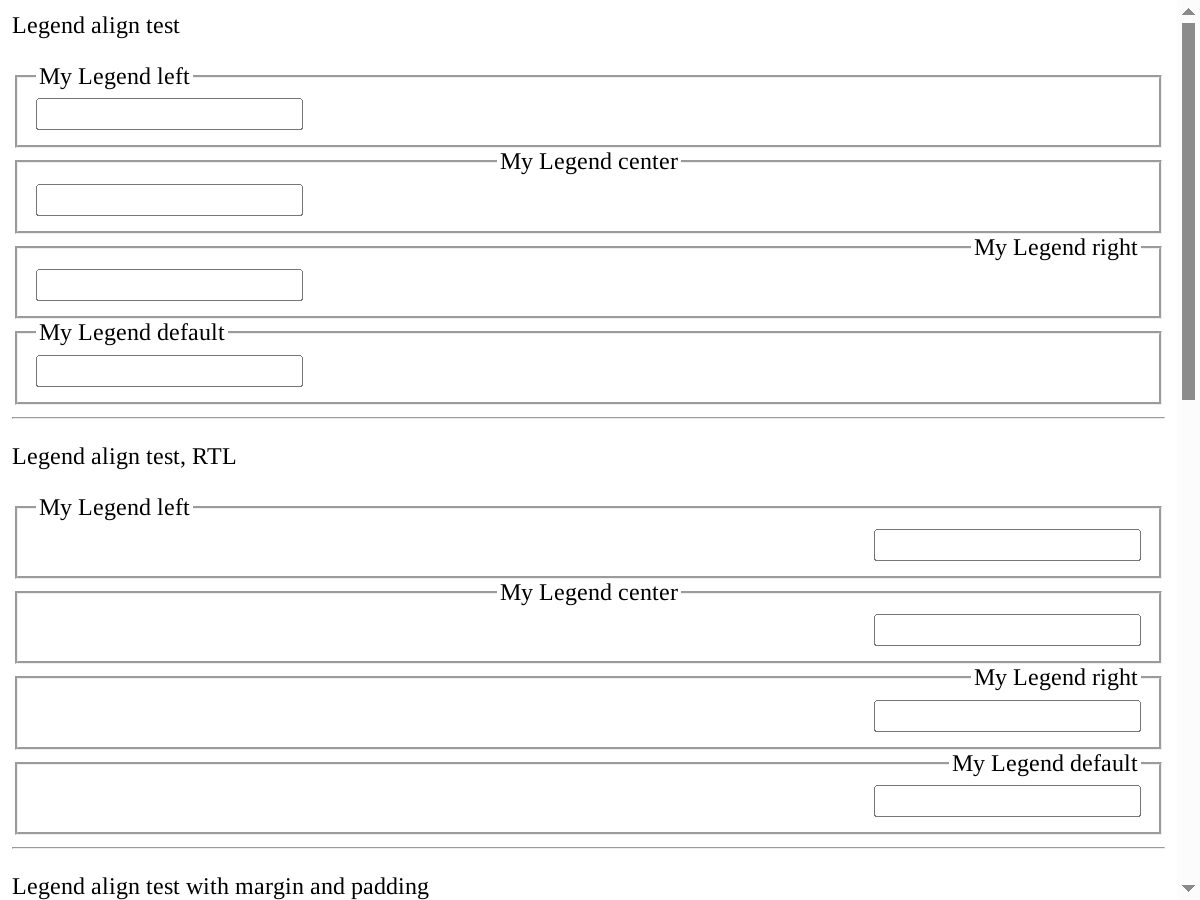 Legend align test
My Legend left
My Legend center
My Legend right
My Legend default
Legend align test, RTL
My Legend left
My Legend center
My Legend right
My Legend default
Legend align test with margin and padding